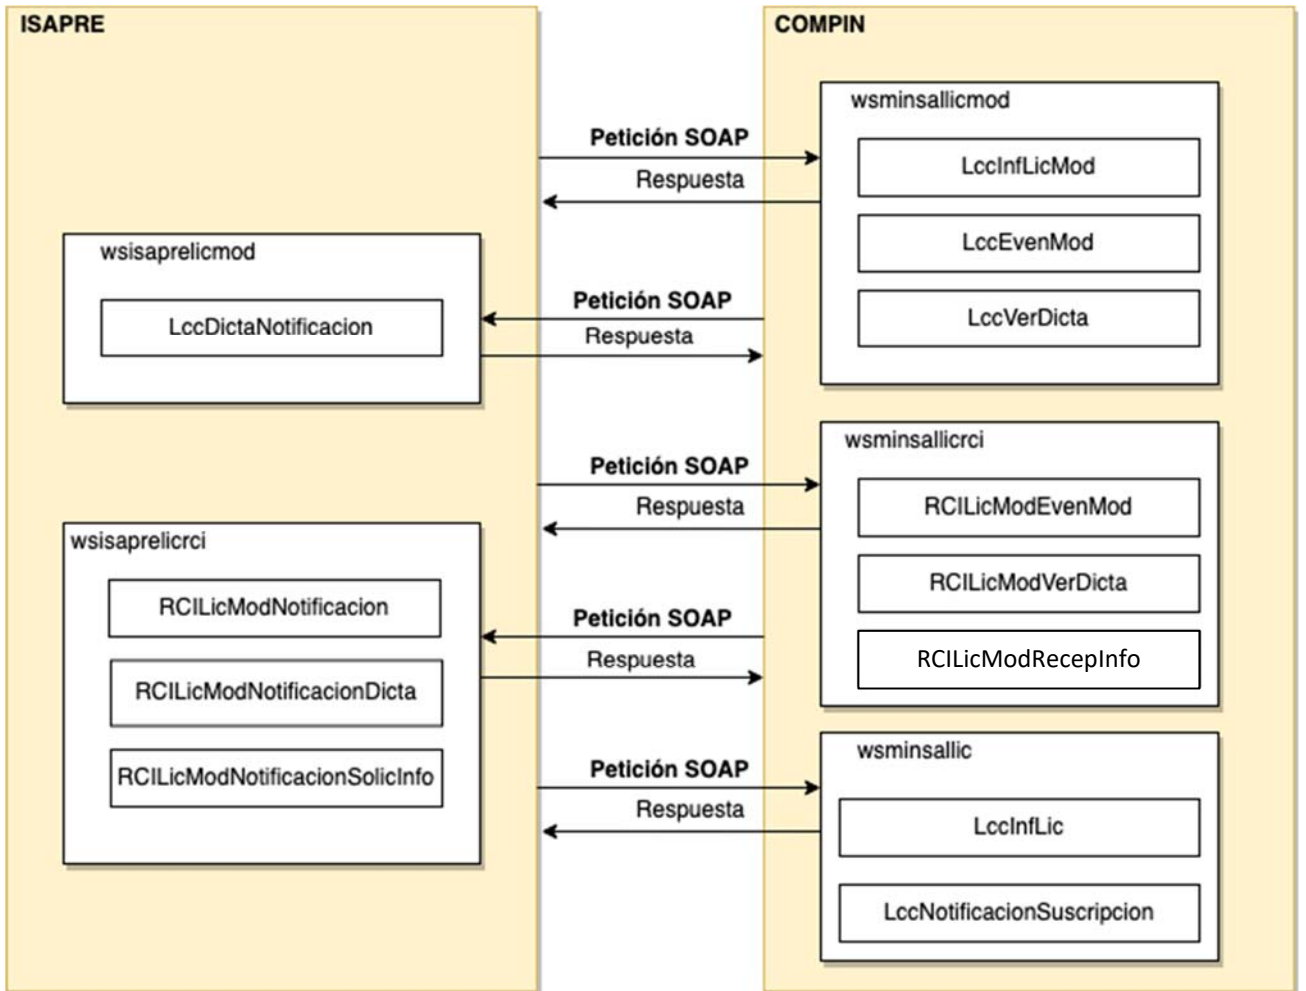 ISAPRE
COMPIN
wsminsallicmod
LccInfLicMod
LccEvenMod
LccVerDicta
Petición SOAP
Respuesta
wsisaprelicmod
LccDictaNotificacion
Petición SOAP
Respuesta
wsminsallicrci
RCILicModEvenMod
RCILicModVerDicta
RCILicModRecepInfo
Petición SOAP
Respuesta
wsisaprelicrci
RCILicModNotificacion
RCILicModNotificacionDicta
RCILicModNotificacionSolicInfo
Petición SOAP
Respuesta
wsminsallic
LccInfLic
LccNotificacionSuscripcion
Petición SOAP
Respuesta